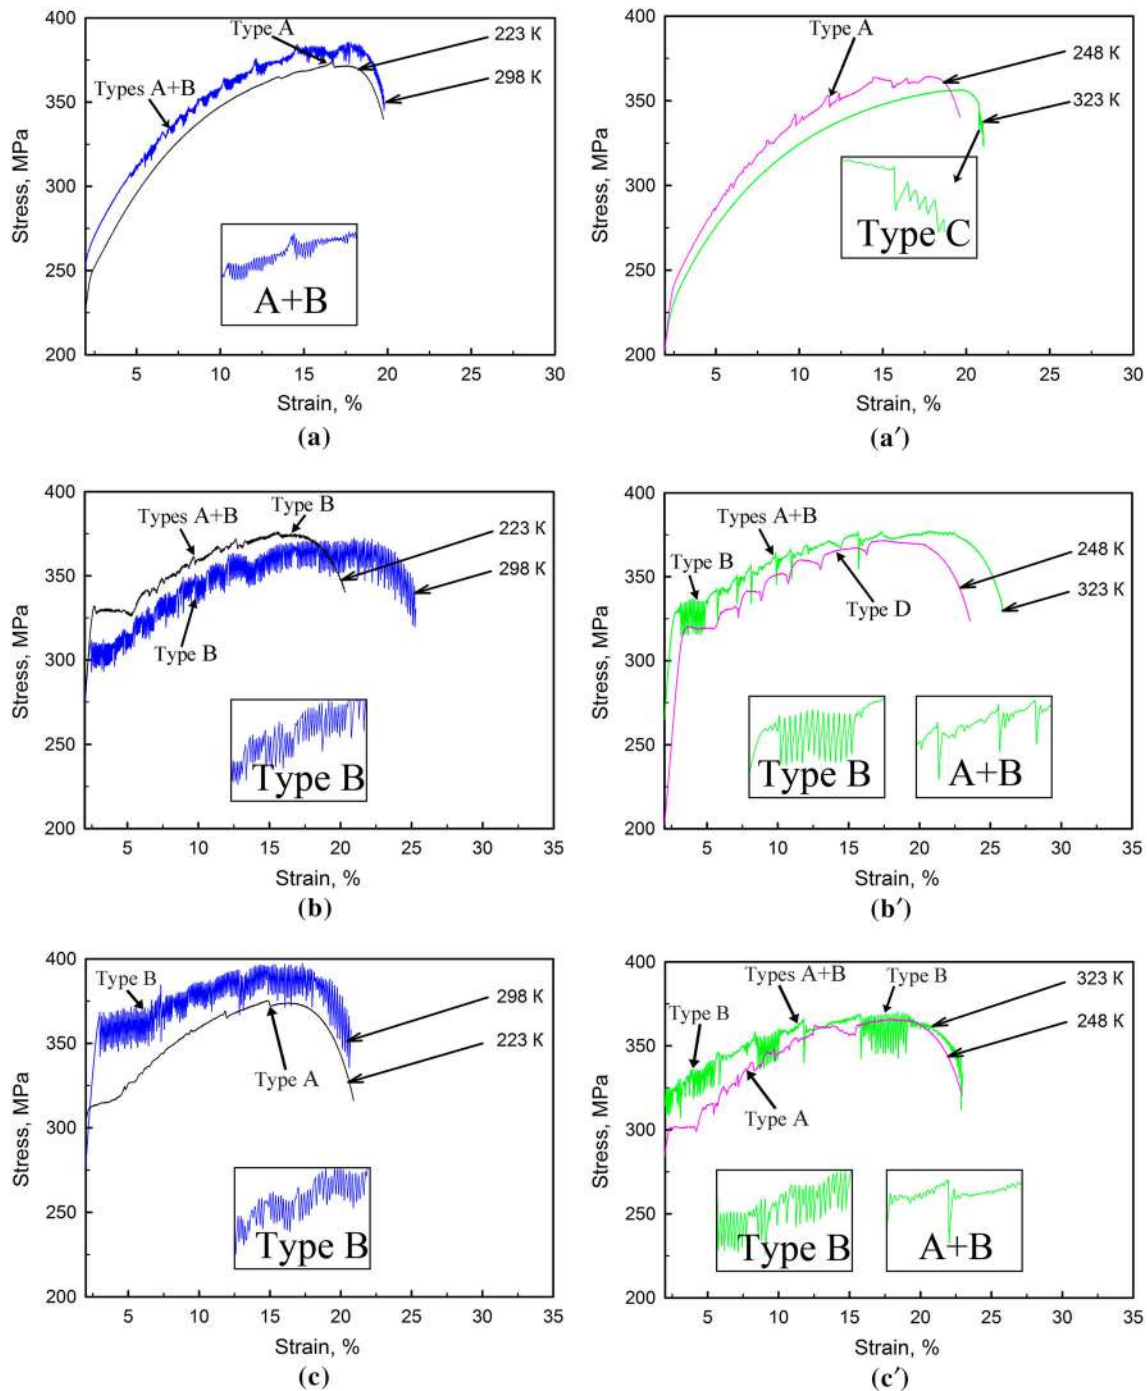 400
350
300
250
200
Stress, MPa
Type A
223 K
298 K
Types A+B
A+B
5
10
15
20
25
30
Strain, %
(a)
400
350
300
250
200
Stress, MPa
Type A
248 K
323 K
Type C
5
10
15
20
25
30
Strain, %
(a′)
400
350
300
250
200
Stress, MPa
Type B
Types A+B
223 K
298 K
Type B
Type B
5
10
15
20
25
30
35
Strain, %
(b)
400
350
300
250
200
Stress, MPa
Types A+B
Type B
248 K
323 K
Type D
Type B
A+B
5
10
15
20
25
30
35
Strain, %
(b′)
400
350
300
250
200
Stress, MPa
Type B
298 K
223 K
Type A
Type B
5
10
15
20
25
30
35
Strain, %
(c)
400
350
300
250
200
Stress, MPa
Types A+B
Type B
323 K
Type B
248 K
Type A
Type B
A+B
5
10
15
20
25
30
35
Strain, %
(c′)